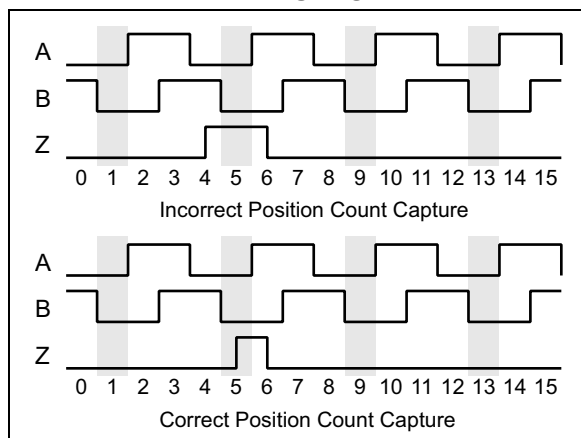 A
B
Z
0 1 2 3 4 5 6 7 8 9 10 11 12 13 14 15
Incorrect Position Count Capture
A
B
Z
0 1 2 3 4 5 6 7 8 9 10 11 12 13 14 15
Correct Position Count Capture